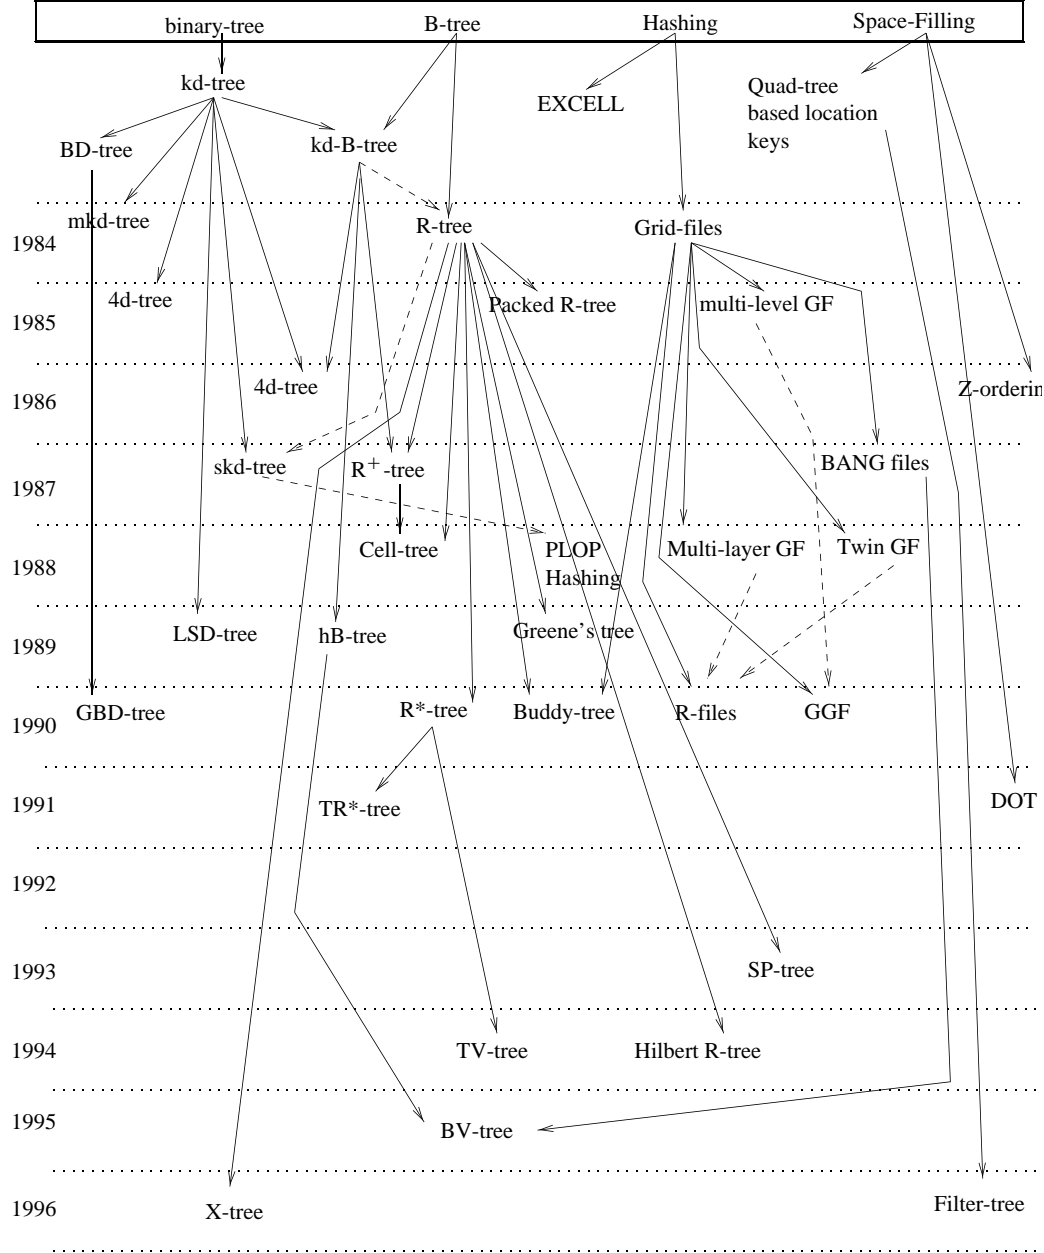 binary-tree B-tree Hashing Space-Filling
kd-tree
EXCELL
Quad-tree
based location
keys
BD-tree
kd-B-tree
mkd-tree
R-tree
Grid-files
1984
4d-tree
Packed R-tree
multi-level GF
1985
4d-tree
Z-orderin
1986
skd-tree
R+-tree
BANG files
1987
Cell-tree
PLOP
Hashing
Multi-layer GF
Twin GF
1988
LSD-tree
hB-tree
Greene's tree
1989
GBD-tree
R*-tree
Buddy-tree
R-files
GGF
1990
TR*-tree
DOT
1991
1992
SP-tree
1993
TV-tree
Hilbert R-tree
1994
BV-tree
1995
X-tree
Filter-tree
1996